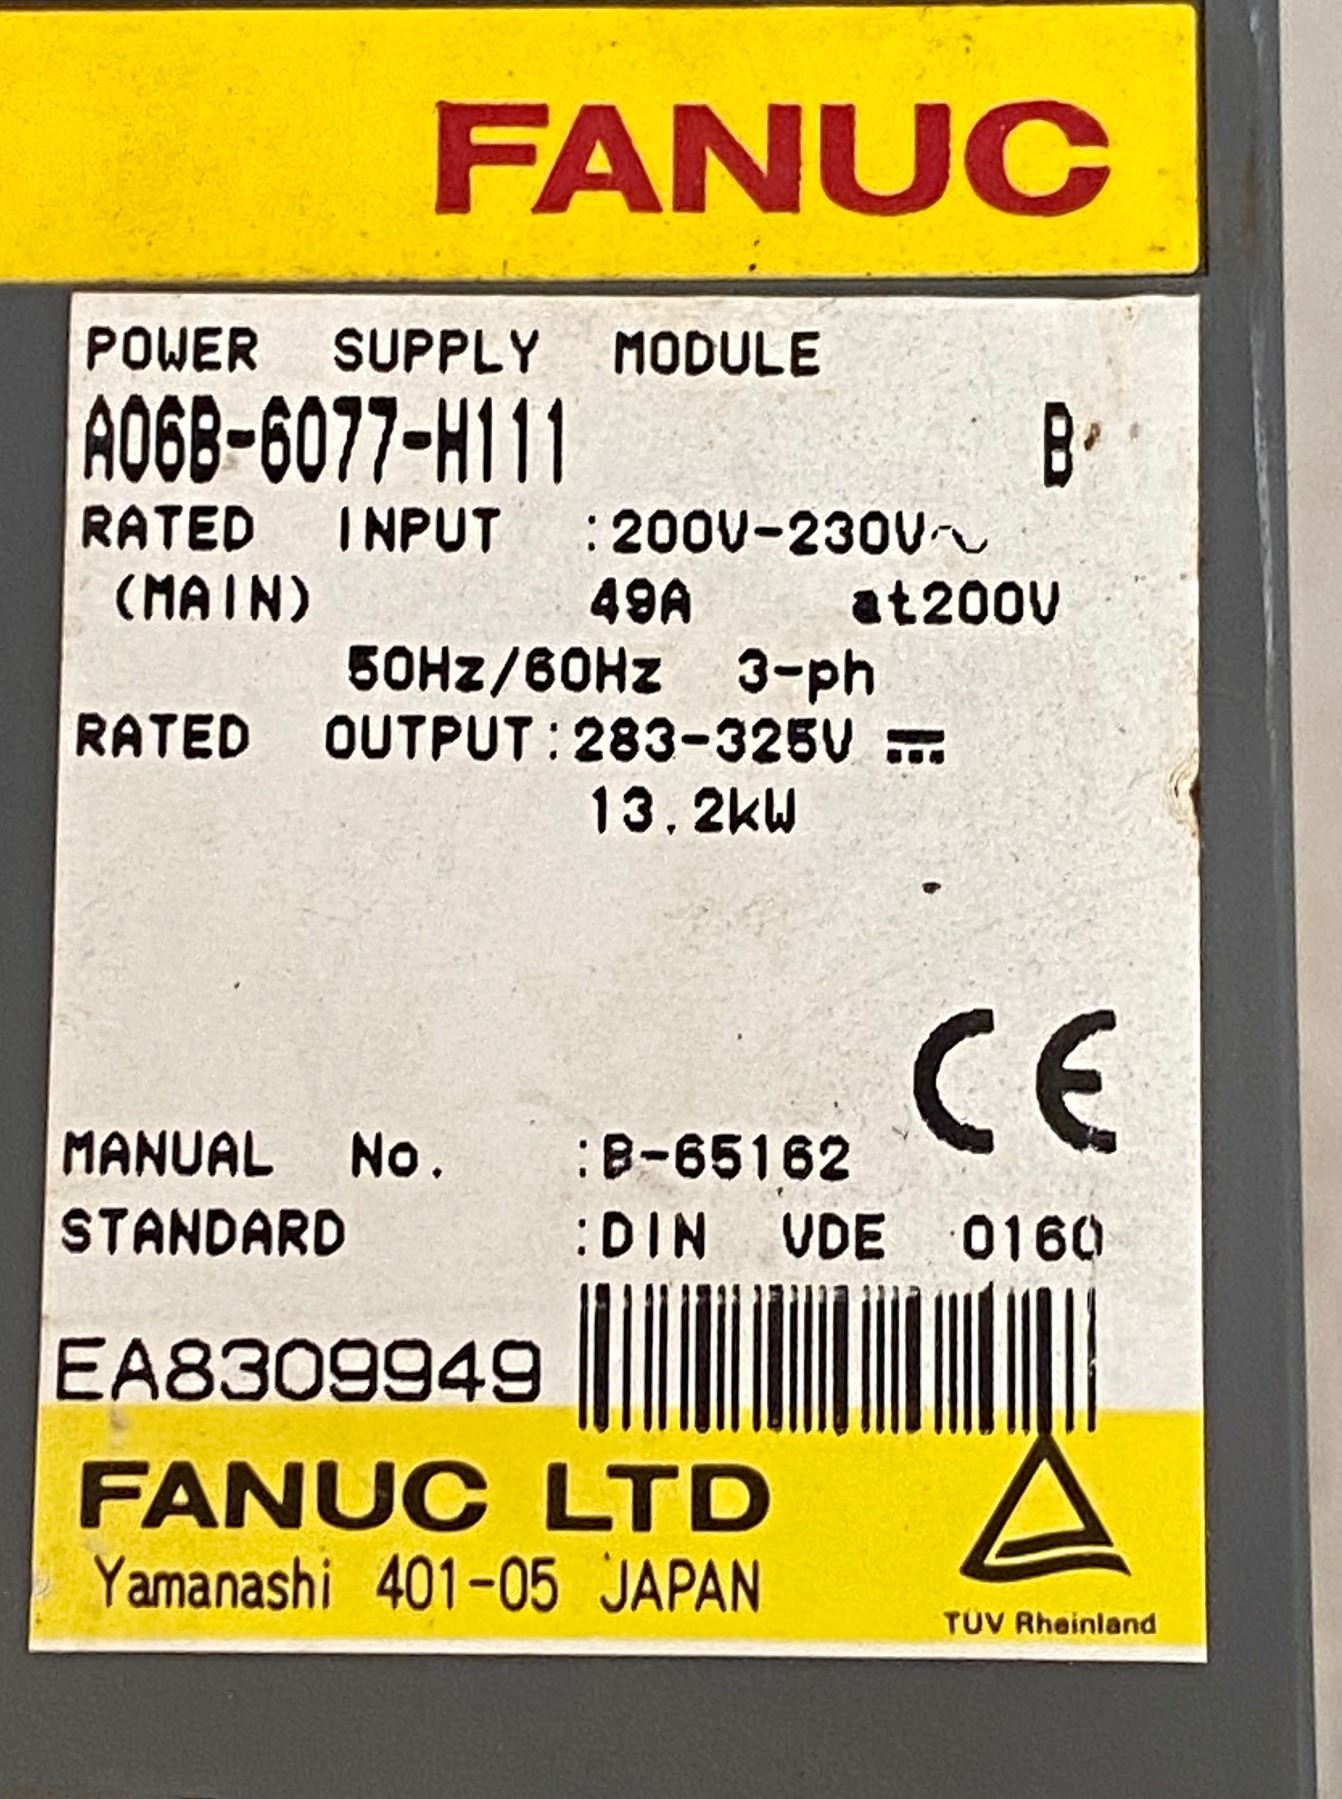 FANUC
POWER SUPPLY MODULE
A06B-6077-H111 B
RATED INPUT :200V-230V∿
(MAIN) 49A at200V
50Hz/60Hz 3-ph
RATED OUTPUT:283-325V ⎓
13.2kW
CE
MANUAL No. :B-65162
STANDARD :DIN VDE 0160
EA8309949
FANUC LTD
Yamanashi 401-05 JAPAN
TÜV Rheinland